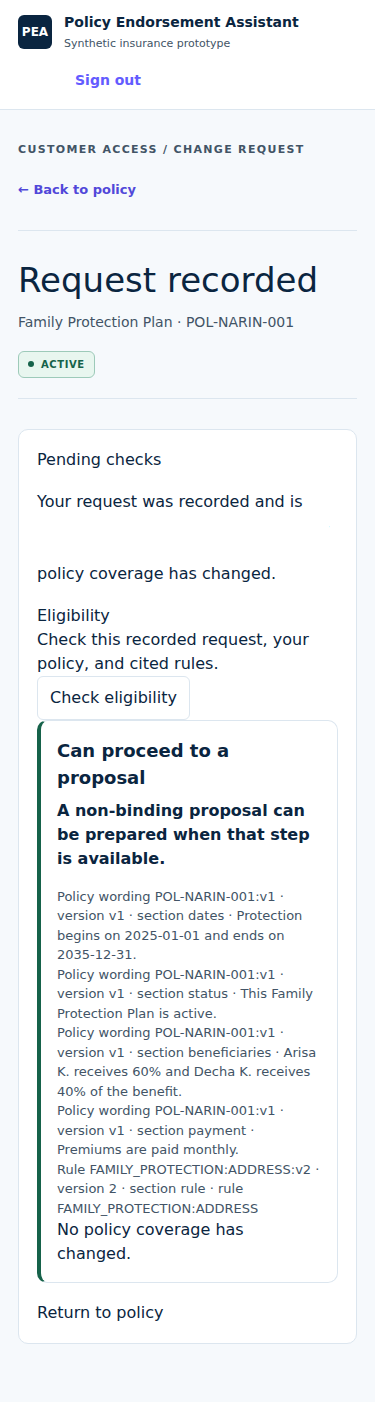 PEA
Policy Endorsement Assistant
Synthetic insurance prototype
Sign out
CUSTOMER ACCESS / CHANGE REQUEST
← Back to policy
Request recorded
Family Protection Plan · POL-NARIN-001
ACTIVE
Pending checks
Your request was recorded and is
policy coverage has changed.
Eligibility
Check this recorded request, your
policy, and cited rules.
Check eligibility
Can proceed to a
proposal
A non-binding proposal can
be prepared when that step
is available.
Policy wording POL-NARIN-001:v1 ·
version v1 · section dates · Protection
begins on 2025-01-01 and ends on
2035-12-31.
Policy wording POL-NARIN-001:v1 ·
version v1 · section status · This Family
Protection Plan is active.
Policy wording POL-NARIN-001:v1 ·
version v1 · section beneficiaries · Arisa
K. receives 60% and Decha K. receives
40% of the benefit.
Policy wording POL-NARIN-001:v1 ·
version v1 · section payment ·
Premiums are paid monthly.
Rule FAMILY_PROTECTION:ADDRESS:v2 ·
version 2 · section rule · rule
FAMILY_PROTECTION:ADDRESS
No policy coverage has
changed.
Return to policy